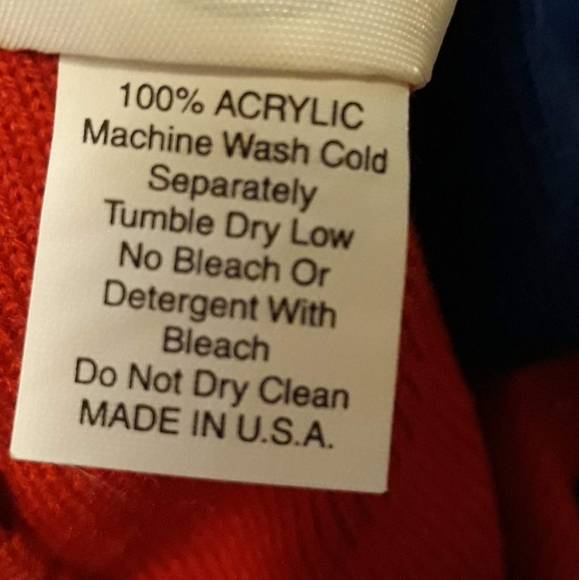 100% ACRYLIC
Machine Wash Cold
Separately
Tumble Dry Low
No Bleach Or
Detergent With
Bleach
Do Not Dry Clean
MADE IN U.S.A.